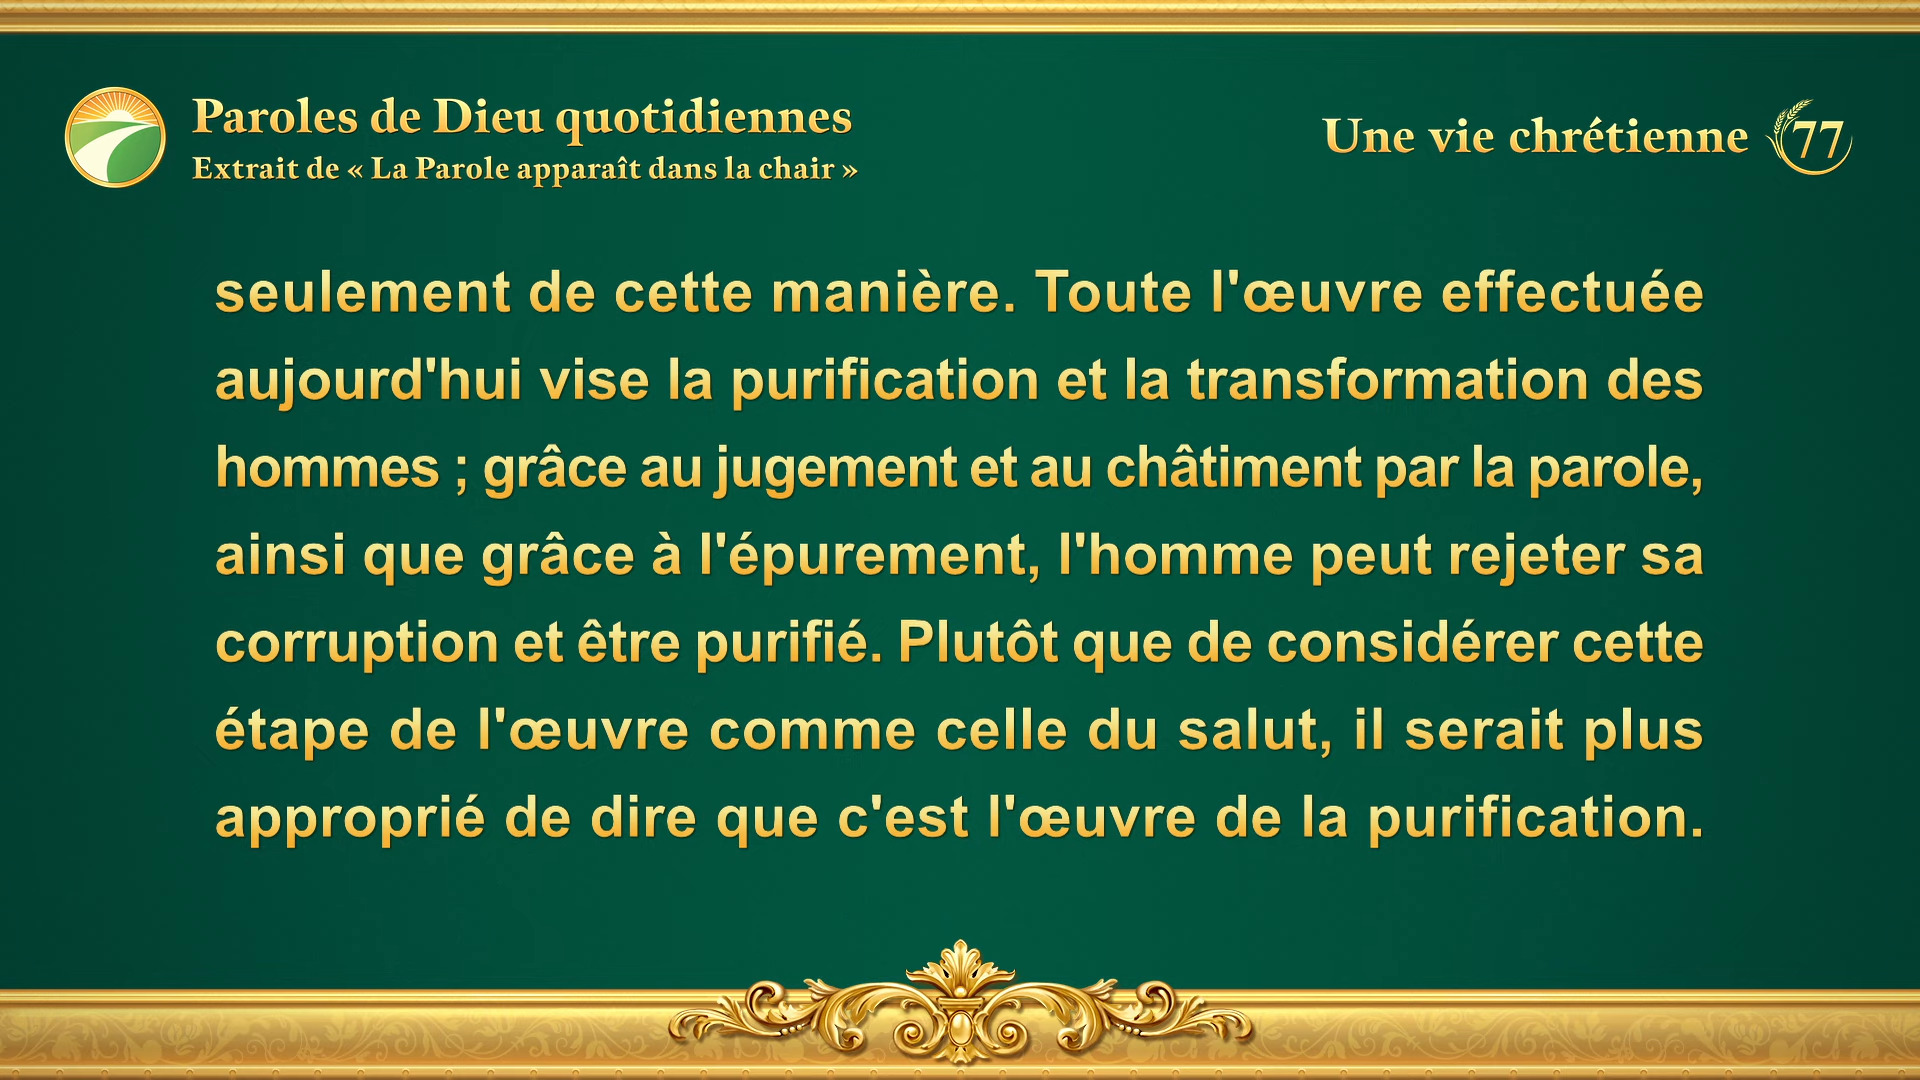 Paroles de Dieu quotidiennes
Extrait de « La Parole apparaît dans la chair »
Une vie chrétienne 77
seulement de cette manière. Toute l'œuvre effectuée
aujourd'hui vise la purification et la transformation des
hommes ; grâce au jugement et au châtiment par la parole,
ainsi que grâce à l'épurement, l'homme peut rejeter sa
corruption et être purifié. Plutôt que de considérer cette
étape de l'œuvre comme celle du salut, il serait plus
approprié de dire que c'est l'œuvre de la purification.